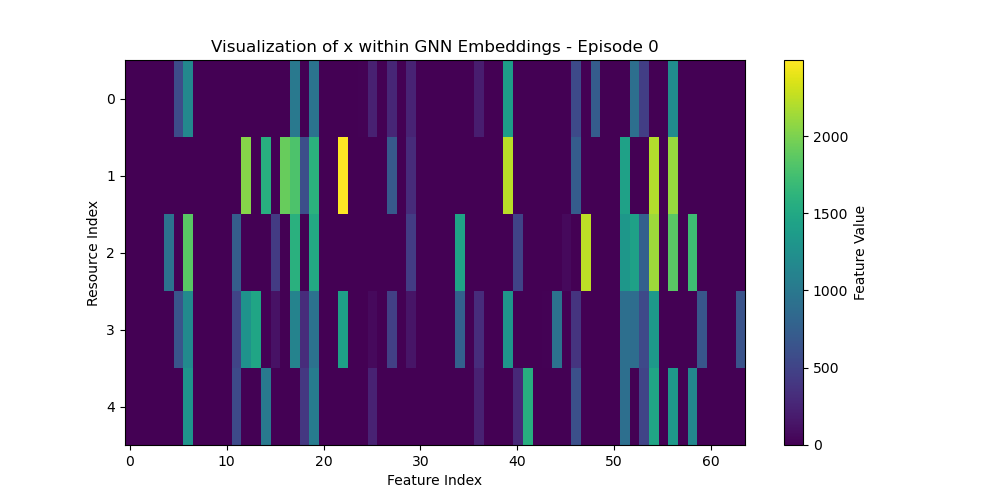 Visualization of x within GNN Embeddings - Episode 0
Resource Index
0
1
2
3
4
0 10 20 30 40 50 60
Feature Index
2000
1500
1000
500
0
Feature Value